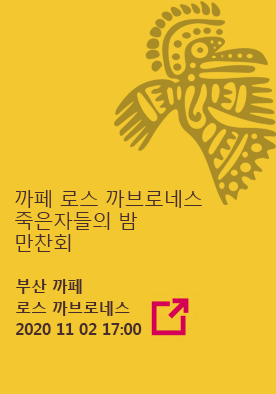 까페 로스 까브로네스
죽은자들의 밤
만찬회
부산 까페
로스 까브로네스
2020 11 02 17:00